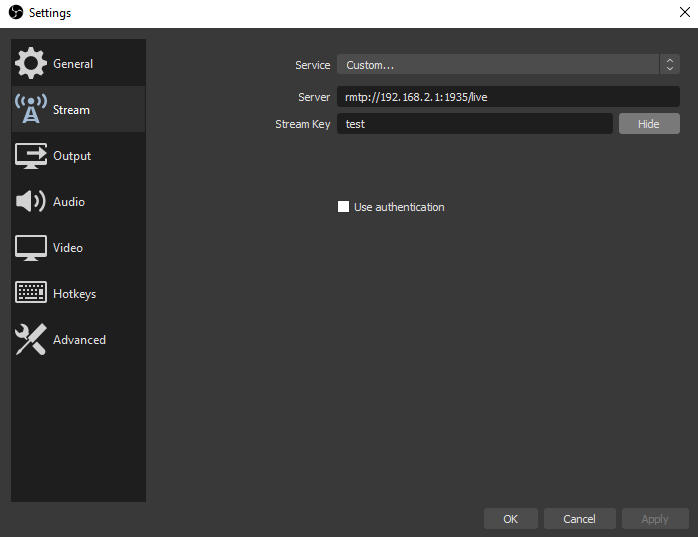 Settings
General
Stream
Output
Audio
Video
Hotkeys
Advanced
Service Custom...
Server rmtp://192.168.2.1:1935/live
Stream Key test Hide
Use authentication
OK Cancel Apply